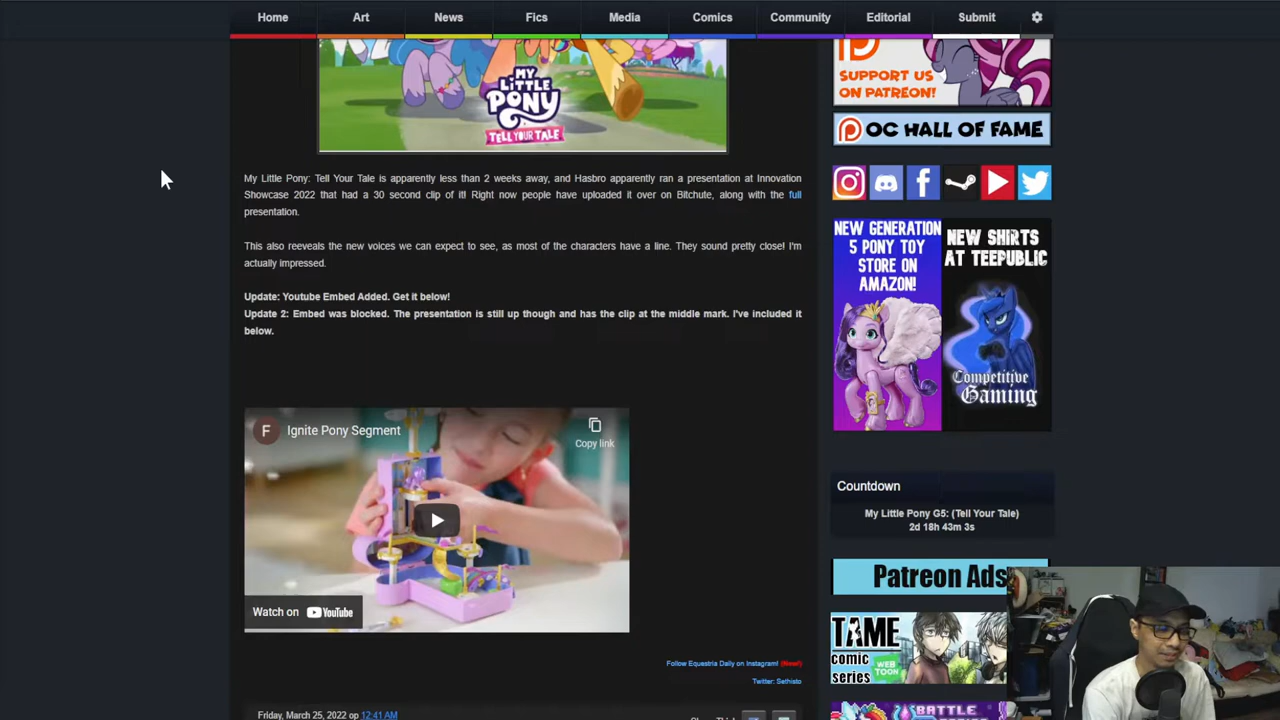 Home Art News Fics Media Comics Community Editorial Submit
MY
LITTLE
PONY
TELL YOUR TALE
My Little Pony: Tell Your Tale is apparently less than 2 weeks away, and Hasbro apparently ran a presentation at Innovation
Showcase 2022 that had a 30 second clip of it! Right now people have uploaded it over on Bitchute, along with the full
presentation.
This also reeveals the new voices we can expect to see, as most of the characters have a line. They sound pretty close! I'm
actually impressed.
Update: Youtube Embed Added. Get it below!
Update 2: Embed was blocked. The presentation is still up though and has the clip at the middle mark. I've included it
below.
F Ignite Pony Segment
Copy link
Watch on YouTube
Follow Equestria Daily on Instagram! (New!)
Twitter: Sethisto
Friday, March 25, 2022 op 12:41 AM
SUPPORT US
ON PATREON!
OC HALL OF FAME
NEW GENERATION
5 PONY TOY
STORE ON
AMAZON!
NEW SHIRTS
AT TEEPUBLIC
Competitive
Gaming
Countdown
My Little Pony G5: (Tell Your Tale)
2d 18h 43m 3s
Patreon Ads
TAME
comic
series
WEB
TOON
BATTLE